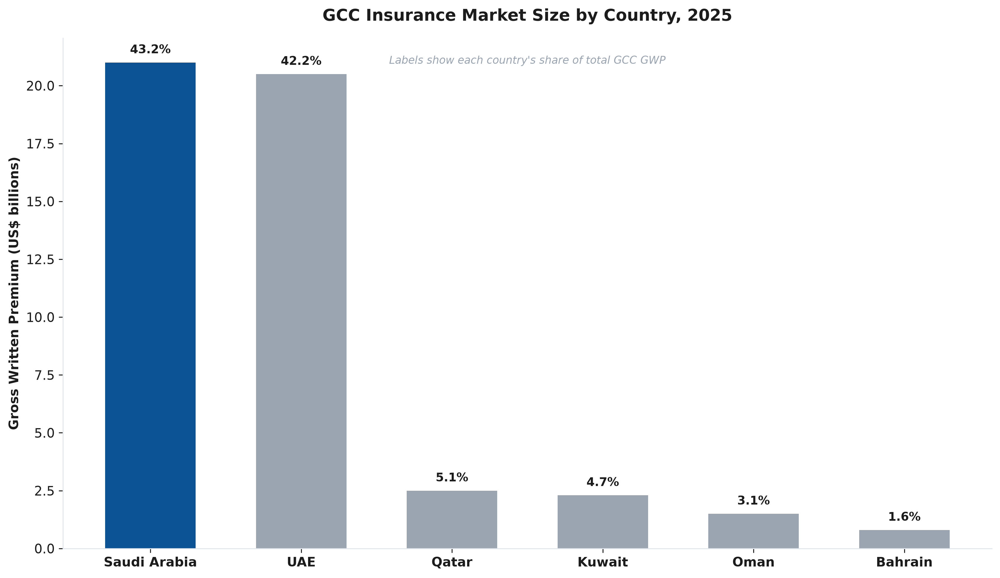 GCC Insurance Market Size by Country, 2025
43.2%
42.2%
Labels show each country's share of total GCC GWP
Gross Written Premium (US$ billions)
20.0
17.5
15.0
12.5
10.0
7.5
5.0
2.5
0.0
5.1%
4.7%
3.1%
1.6%
Saudi Arabia
UAE
Qatar
Kuwait
Oman
Bahrain